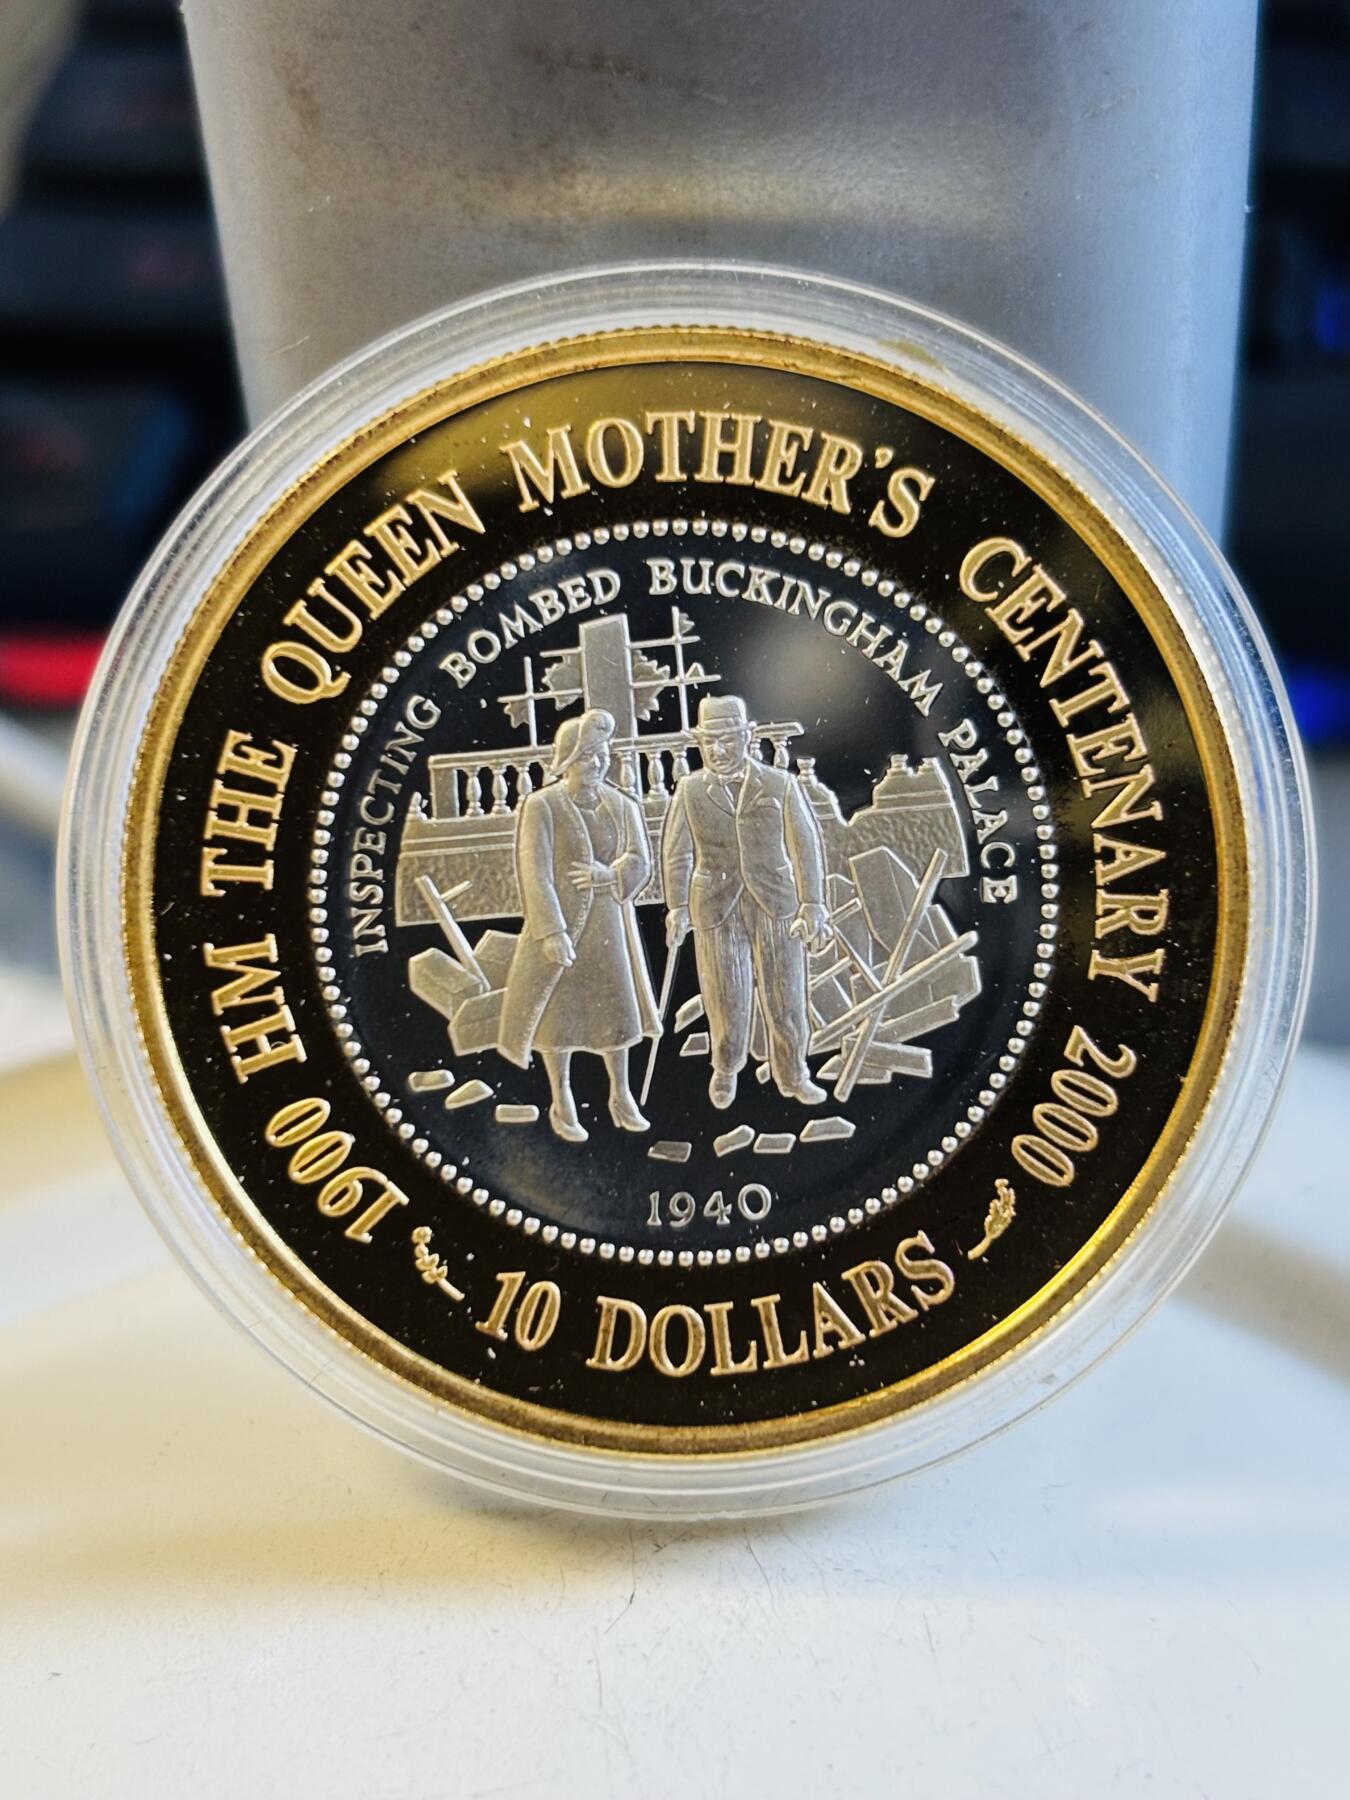 1900 HM THE QUEEN MOTHER'S CENTENARY 2000
INSPECTING BOMBED BUCKINGHAM PALACE
1940
10 DOLLARS